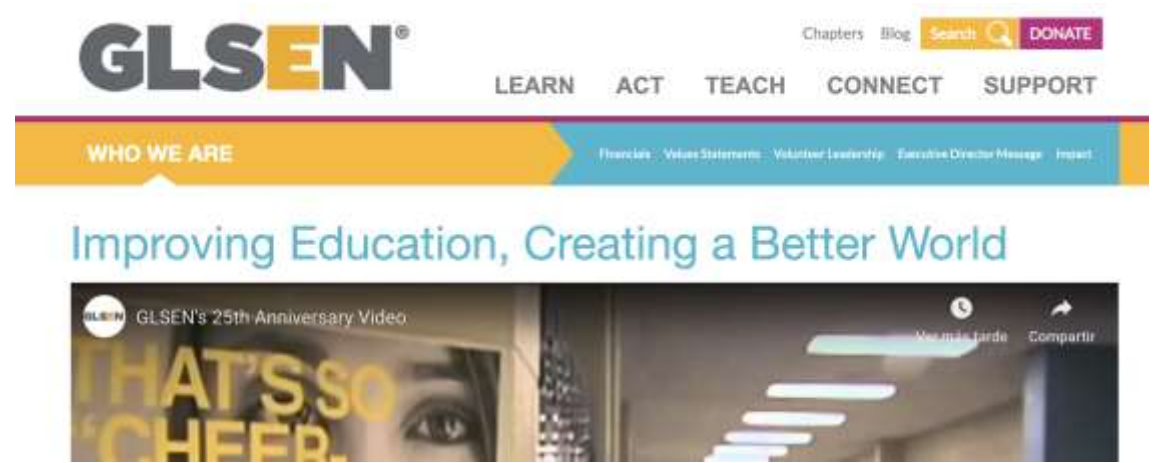 GLSEN®
Chapters Blog Search DONATE
LEARN ACT TEACH CONNECT SUPPORT
WHO WE ARE
Financials Values Statements Volunteer Leadership Executive Director Message Impact
Improving Education, Creating a Better World
GLSEN GLSEN's 25th Anniversary Video
Ver más tarde Compartir
THAT'S SO
"CHEER-